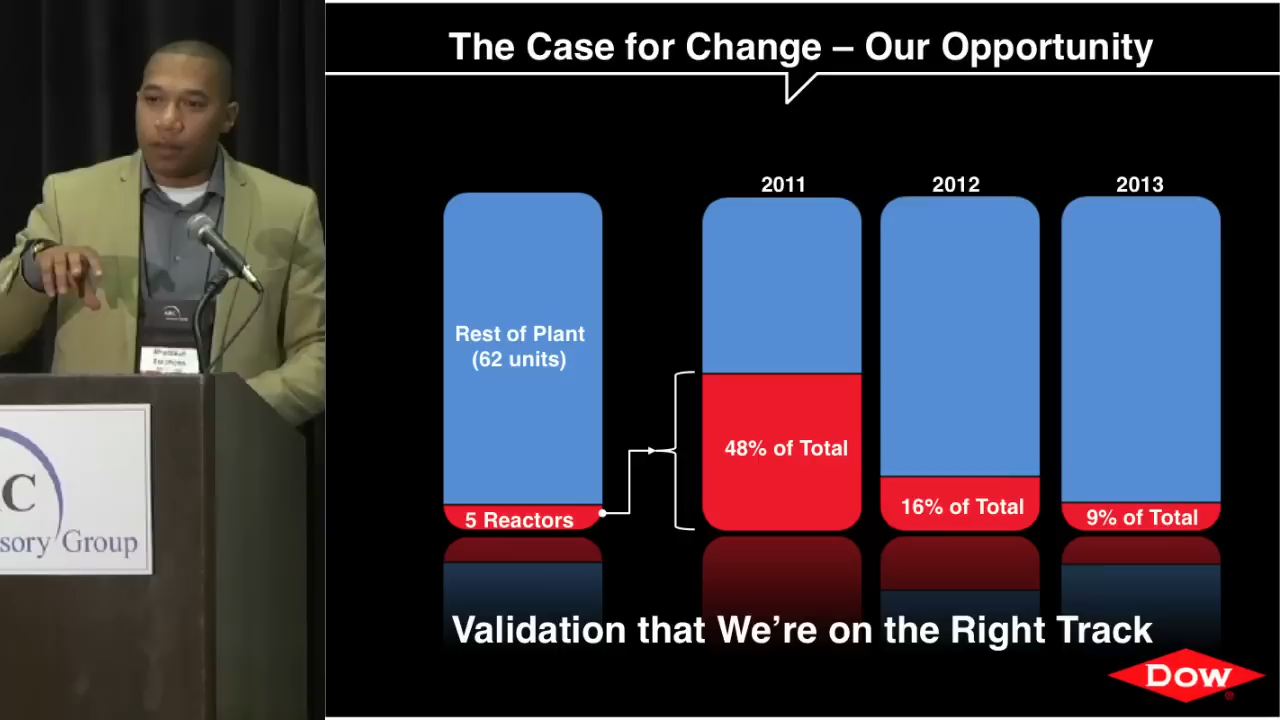 The Case for Change – Our Opportunity
2011
2012
2013
Rest of Plant
(62 units)
48% of Total
5 Reactors
16% of Total
9% of Total
Validation that We're on the Right Track
DOW
C
sory Group